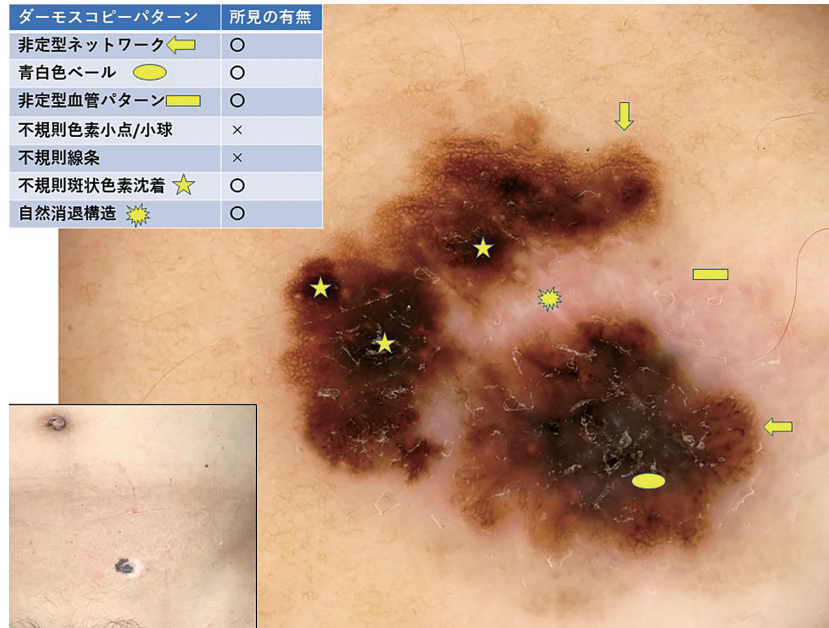 ダーモスコピーパターン 所見の有無
非定型ネットワーク ○
青白色ベール ○
非定型血管パターン ○
不規則色素小点/小球 ×
不規則線条 ×
不規則斑状色素沈着 ○
自然消退構造 ○